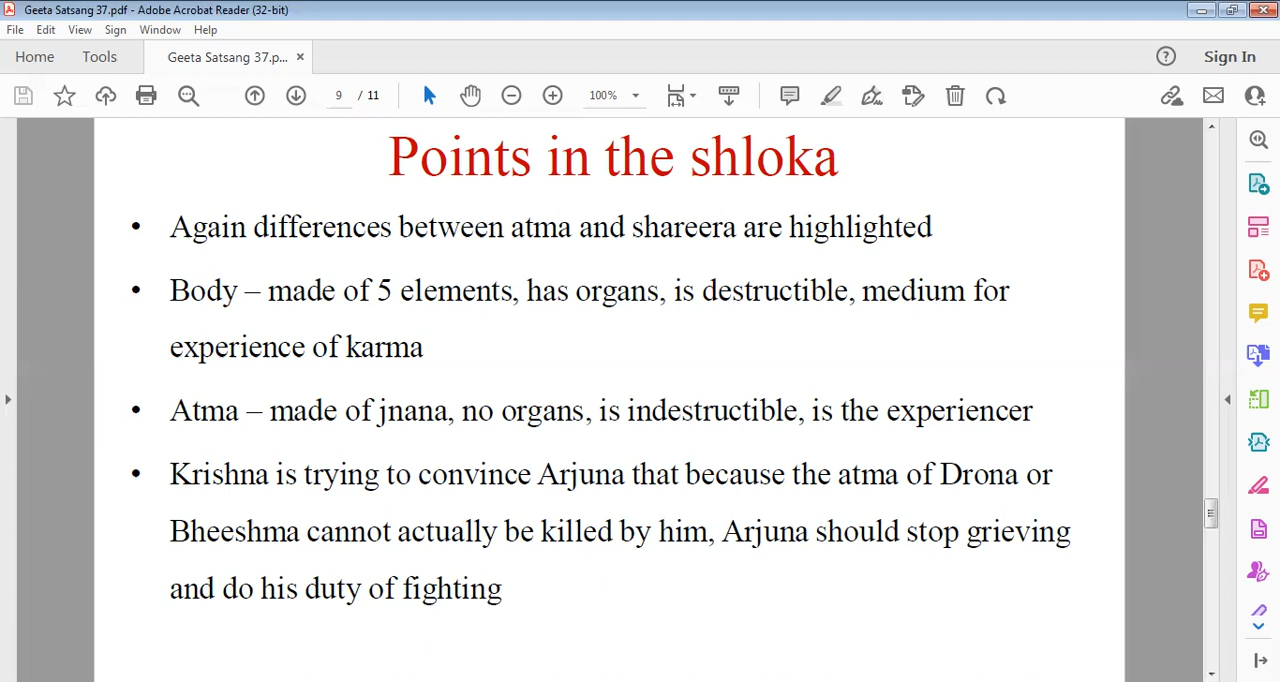 Geeta Satsang 37.pdf - Adobe Acrobat Reader (32-bit)
File Edit View Sign Window Help
Home Tools Geeta Satsang 37.p... × Sign In
9 / 11 100%
Points in the shloka
• Again differences between atma and shareera are highlighted
• Body – made of 5 elements, has organs, is destructible, medium for
experience of karma
• Atma – made of jnana, no organs, is indestructible, is the experiencer
• Krishna is trying to convince Arjuna that because the atma of Drona or
Bheeshma cannot actually be killed by him, Arjuna should stop grieving
and do his duty of fighting